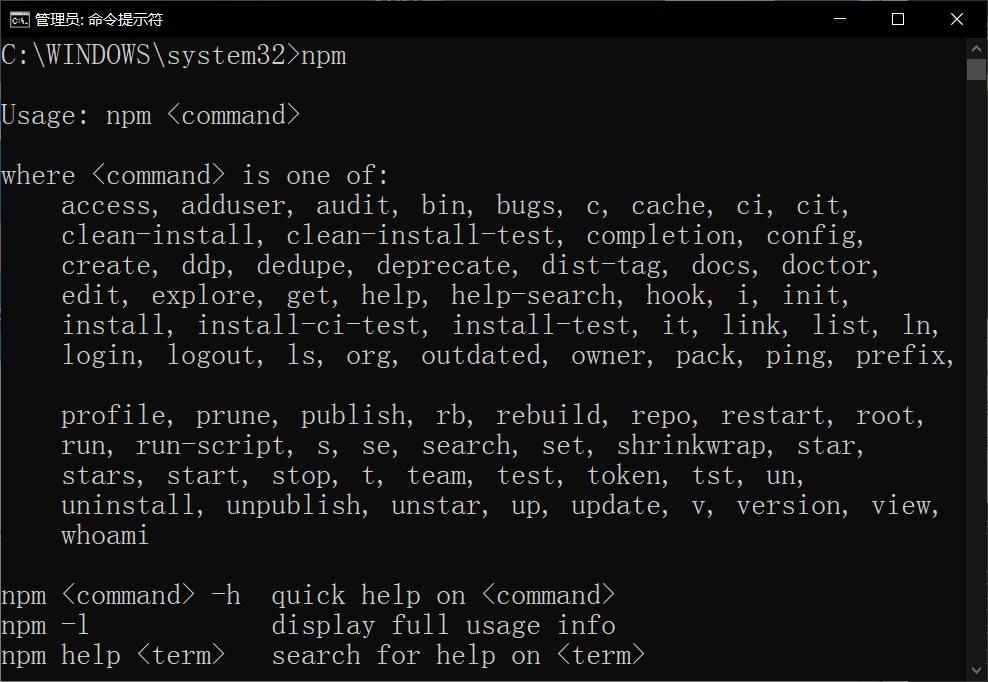 管理员: 命令提示符
C:\WINDOWS\system32>npm
Usage: npm <command>
where <command> is one of:
access, adduser, audit, bin, bugs, c, cache, ci, cit,
clean-install, clean-install-test, completion, config,
create, ddp, dedupe, deprecate, dist-tag, docs, doctor,
edit, explore, get, help, help-search, hook, i, init,
install, install-ci-test, install-test, it, link, list, ln,
login, logout, ls, org, outdated, owner, pack, ping, prefix,
profile, prune, publish, rb, rebuild, repo, restart, root,
run, run-script, s, se, search, set, shrinkwrap, star,
stars, start, stop, t, team, test, token, tst, un,
uninstall, unpublish, unstar, up, update, v, version, view,
whoami
npm <command> -h  quick help on <command>
npm -l            display full usage info
npm help <term>   search for help on <term>